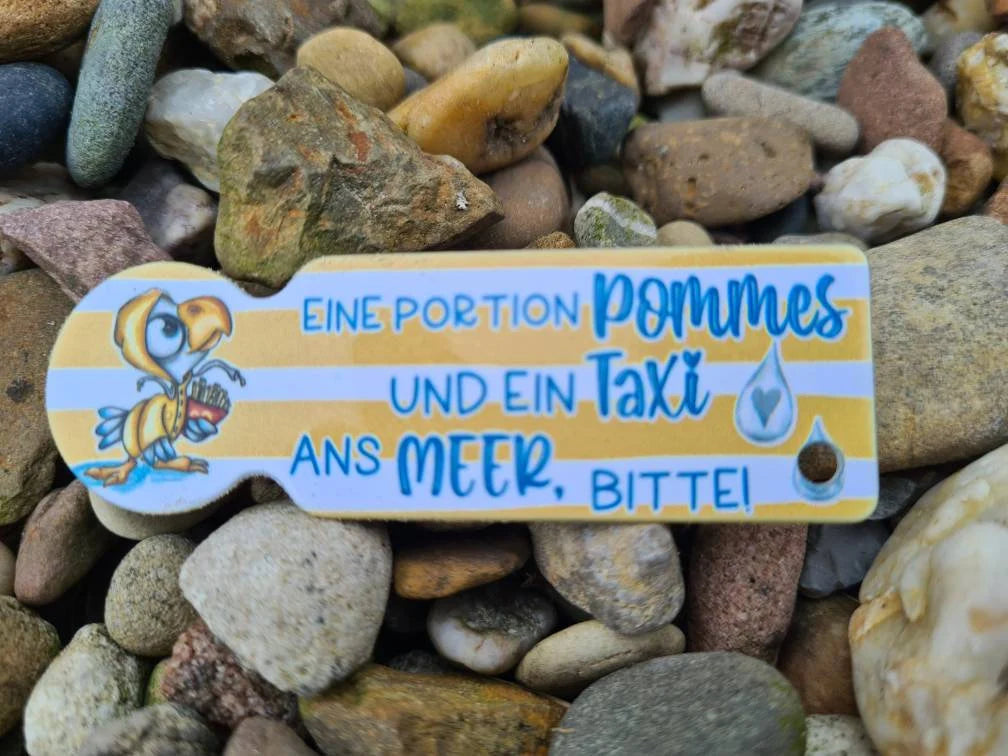 EINE PORTION POMMES
UND EIN TAXI
ANS MEER, BITTE!